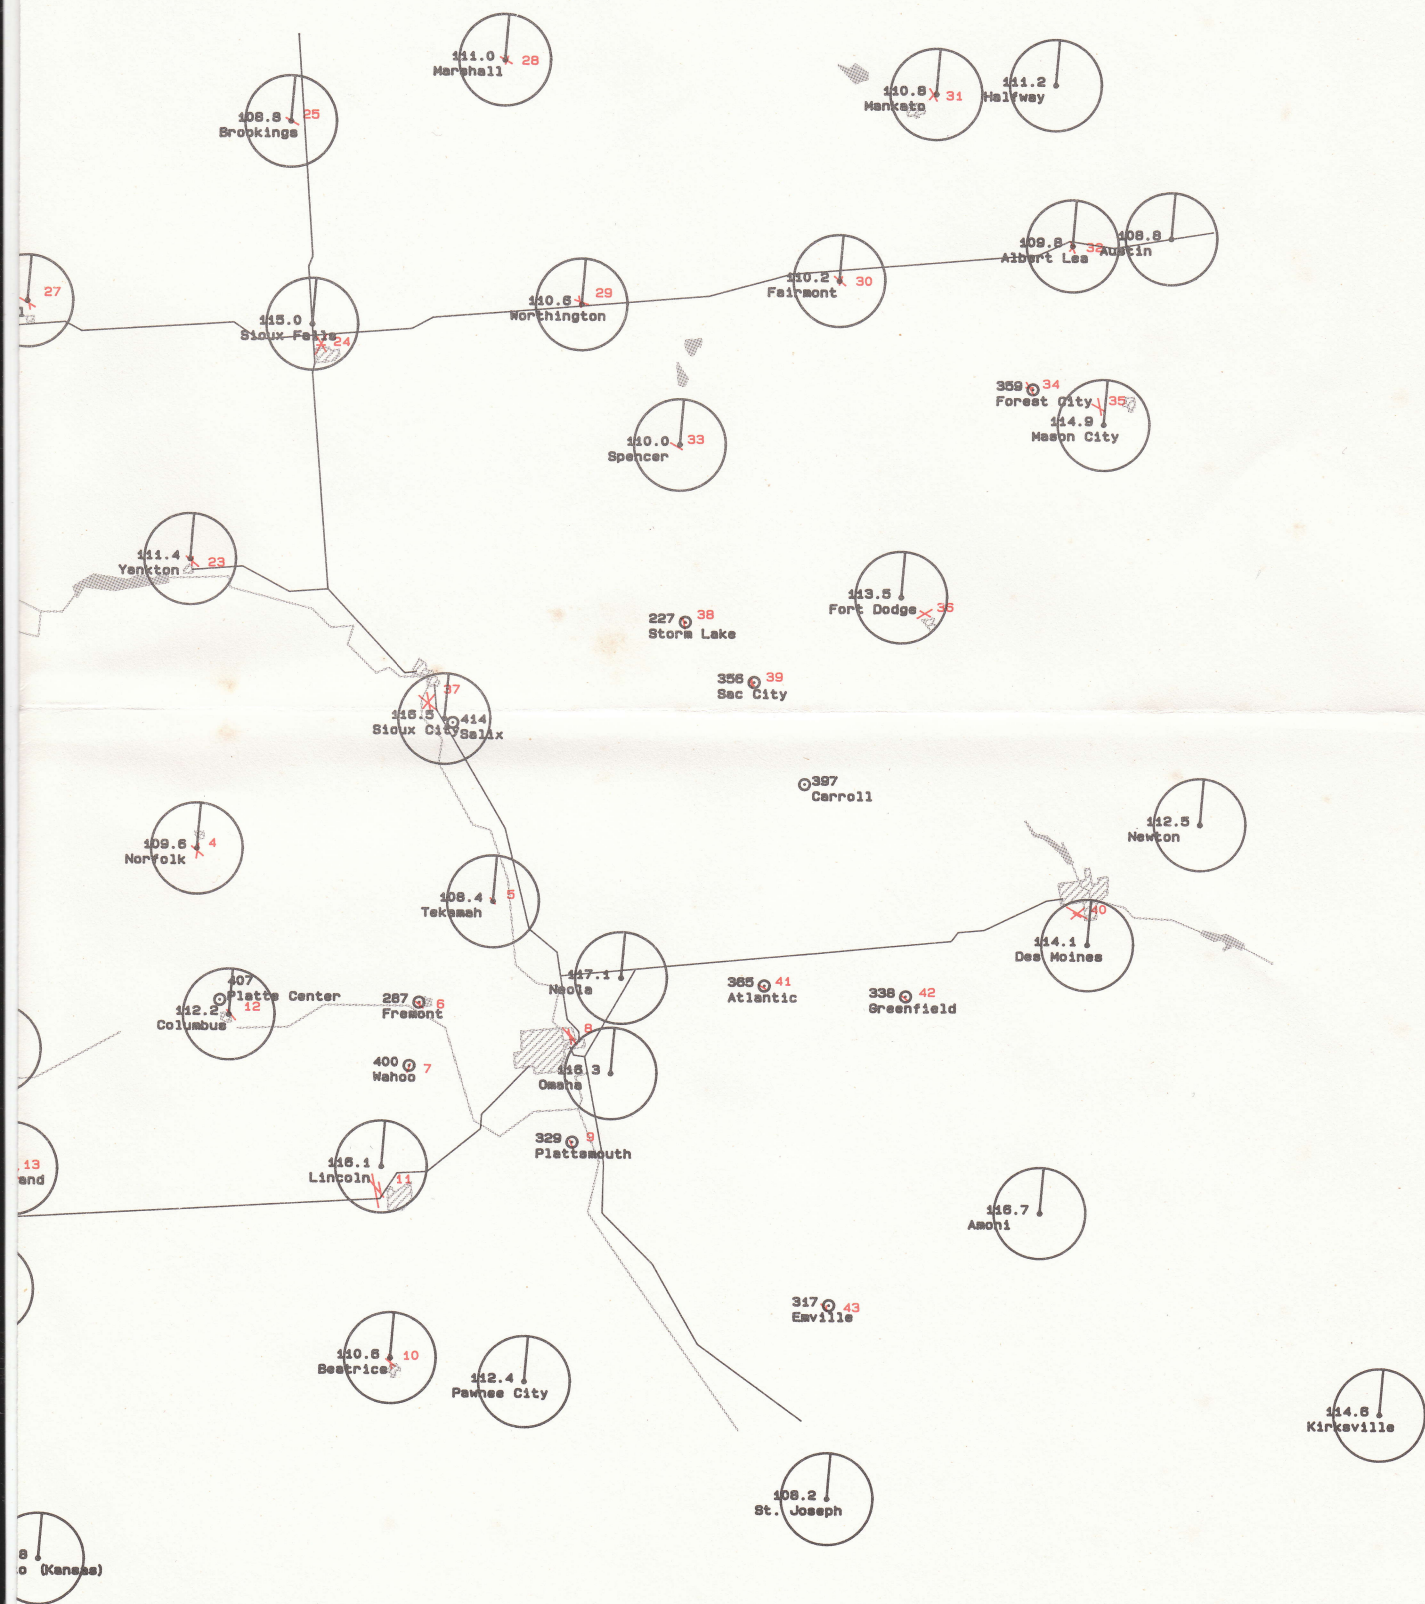 111.0
Marshall
28
108.8
Brookings
25
110.8
Mankato
31
111.2
Halfway
27
115.0
Sioux Falls
24
110.6
Worthington
29
110.2
Fairmont
30
109.8
Albert Lea
32
108.8
Austin
110.0
Spencer
33
359
Forest City
34
114.9
Mason City
35
111.4
Yankton
23
113.5
Fort Dodge
36
227
Storm Lake
38
356
Sac City
39
116.5
Sioux City
37
414
Salix
397
Carroll
112.5
Newton
109.6
Norfolk
4
108.4
Tekamah
5
114.1
Des Moines
40
117.1
Neola
365
Atlantic
41
338
Greenfield
42
407
Platte Center
112.2
Columbus
12
287
Fremont
6
400
Wahoo
7
8
116.3
Omaha
329
Plattsmouth
9
13
and
116.1
Lincoln
11
116.7
Amoni
317
Emville
43
110.6
Beatrice
10
112.4
Pawnee City
114.6
Kirksville
108.2
St. Joseph
8
o (Kansas)